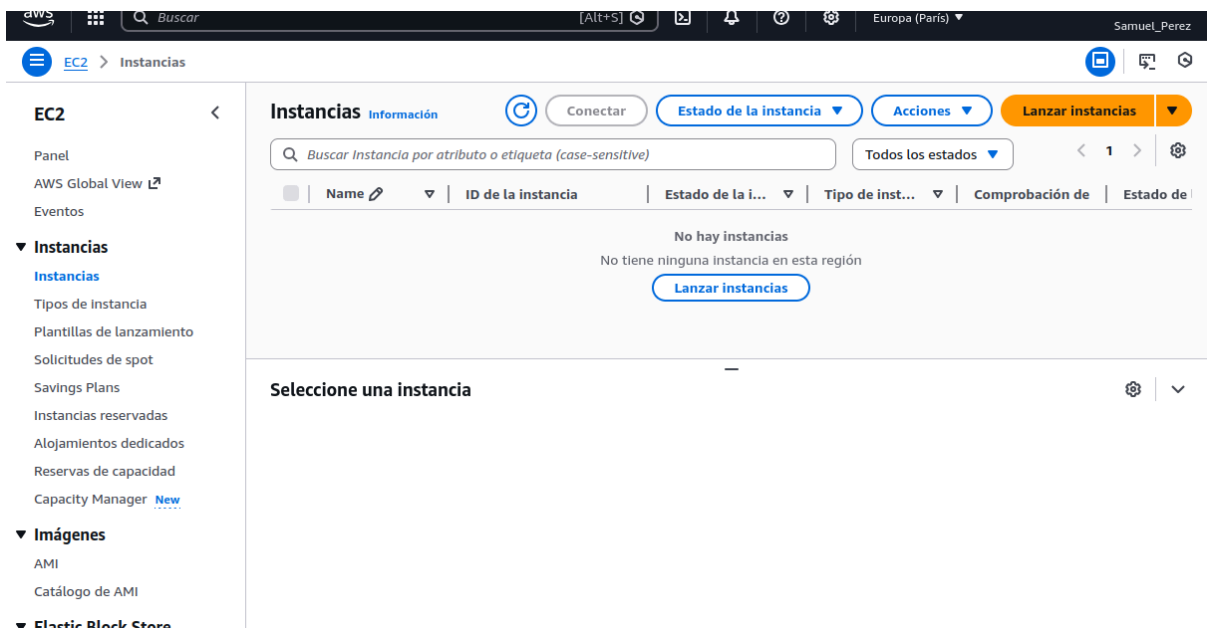 aws Buscar [Alt+S] Europa (París) Samuel_Perez
EC2 > Instancias
EC2
Panel
AWS Global View
Eventos
Instancias
Instancias
Tipos de instancia
Plantillas de lanzamiento
Solicitudes de spot
Savings Plans
Instancias reservadas
Alojamientos dedicados
Reservas de capacidad
Capacity Manager New
Imágenes
AMI
Catálogo de AMI
Elastic Block Store
Instancias Información Conectar Estado de la instancia Acciones Lanzar instancias
Buscar Instancia por atributo o etiqueta (case-sensitive) Todos los estados 1
Name ID de la instancia Estado de la i... Tipo de inst... Comprobación de Estado de
No hay instancias
No tiene ninguna instancia en esta región
Lanzar instancias
Seleccione una instancia